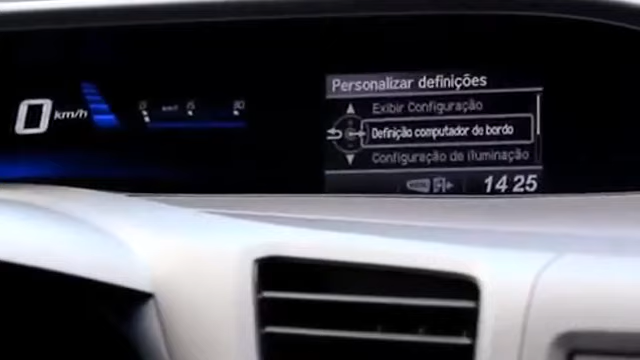 Personalizar definições
Exibir Configuração
0 km/h
Definição computador de bordo
Configuração de iluminação
14:25